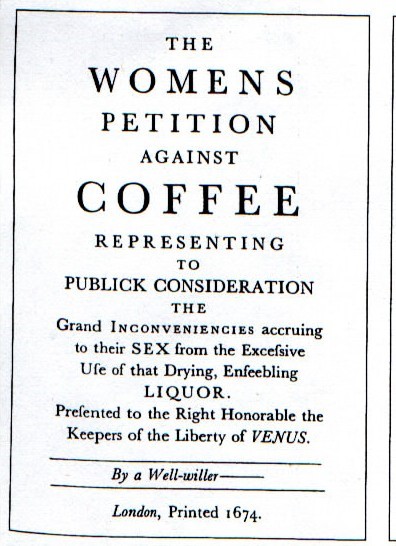 THE
WOMENS
PETITION
AGAINST
COFFEE
REPRESENTING
TO
PUBLICK CONSIDERATION
THE
Grand INCONVENIENCIES accruing
to their SEX from the Exceſsive
Uſe of that Drying, Enfeebling
LIQUOR.
Preſented to the Right Honorable the
Keepers of the Liberty of VENUS.
By a Well-willer——
London, Printed 1674.